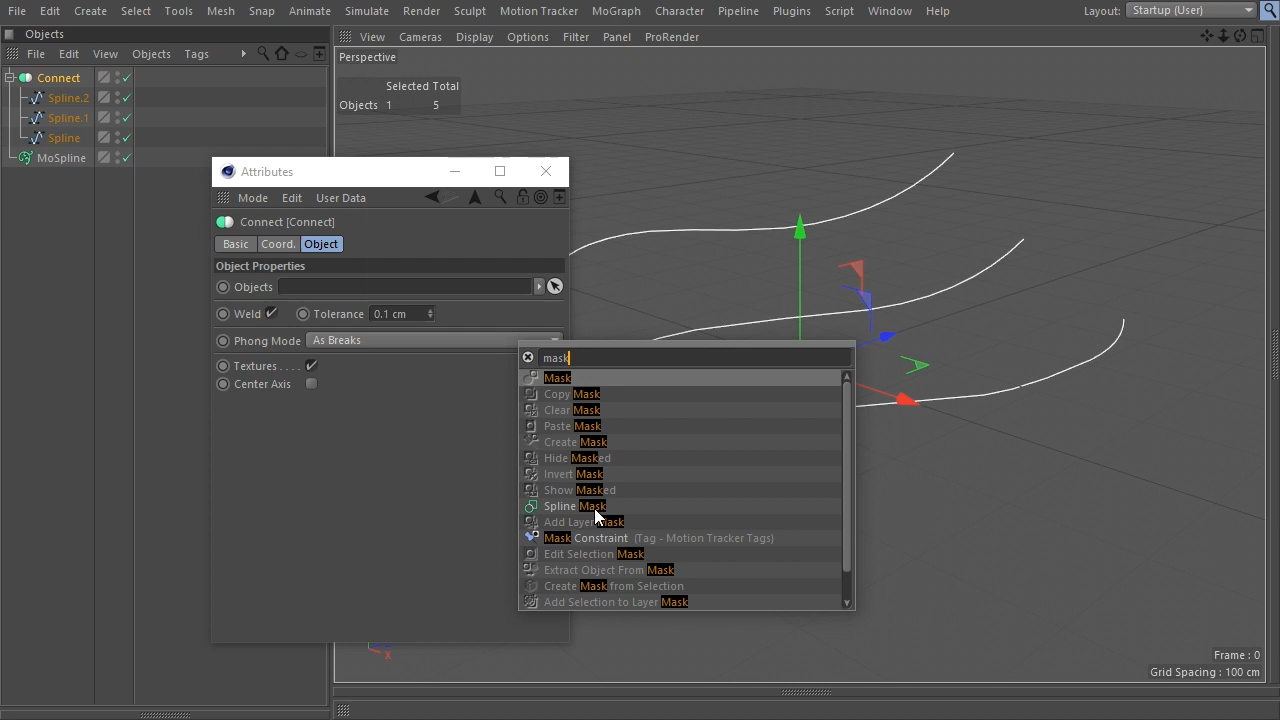 File Edit Create Select Tools Mesh Snap Animate Simulate Render Sculpt Motion Tracker MoGraph Character Pipeline Plugins Script Window Help Layout: Startup (User)
Objects
File Edit View Objects Tags
View Cameras Display Options Filter Panel ProRender
Perspective
Selected Total
Objects 1 5
Connect
Spline.2
Spline.1
Spline
MoSpline
Attributes
Mode Edit User Data
Connect [Connect]
Basic Coord. Object
Object Properties
Objects
Weld Tolerance 0.1 cm
Phong Mode As Breaks
Textures . . . .
Center Axis
mask
Mask
Copy Mask
Clear Mask
Paste Mask
Create Mask
Hide Masked
Invert Mask
Show Masked
Spline Mask
Add Layer Mask
Mask Constraint (Tag - Motion Tracker Tags)
Edit Selection Mask
Extract Object From Mask
Create Mask from Selection
Add Selection to Layer Mask
X
Frame : 0
Grid Spacing : 100 cm